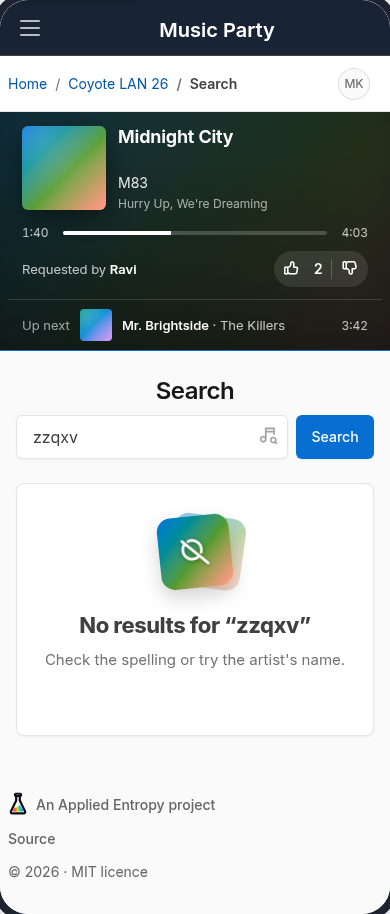 Music Party
Home / Coyote LAN 26 / Search
MK
Midnight City
M83
Hurry Up, We're Dreaming
1:40
4:03
Requested by Ravi
2
Up next
Mr. Brightside · The Killers
3:42
Search
zzqxv
Search
No results for “zzqxv”
Check the spelling or try the artist's name.
An Applied Entropy project
Source
© 2026 · MIT licence